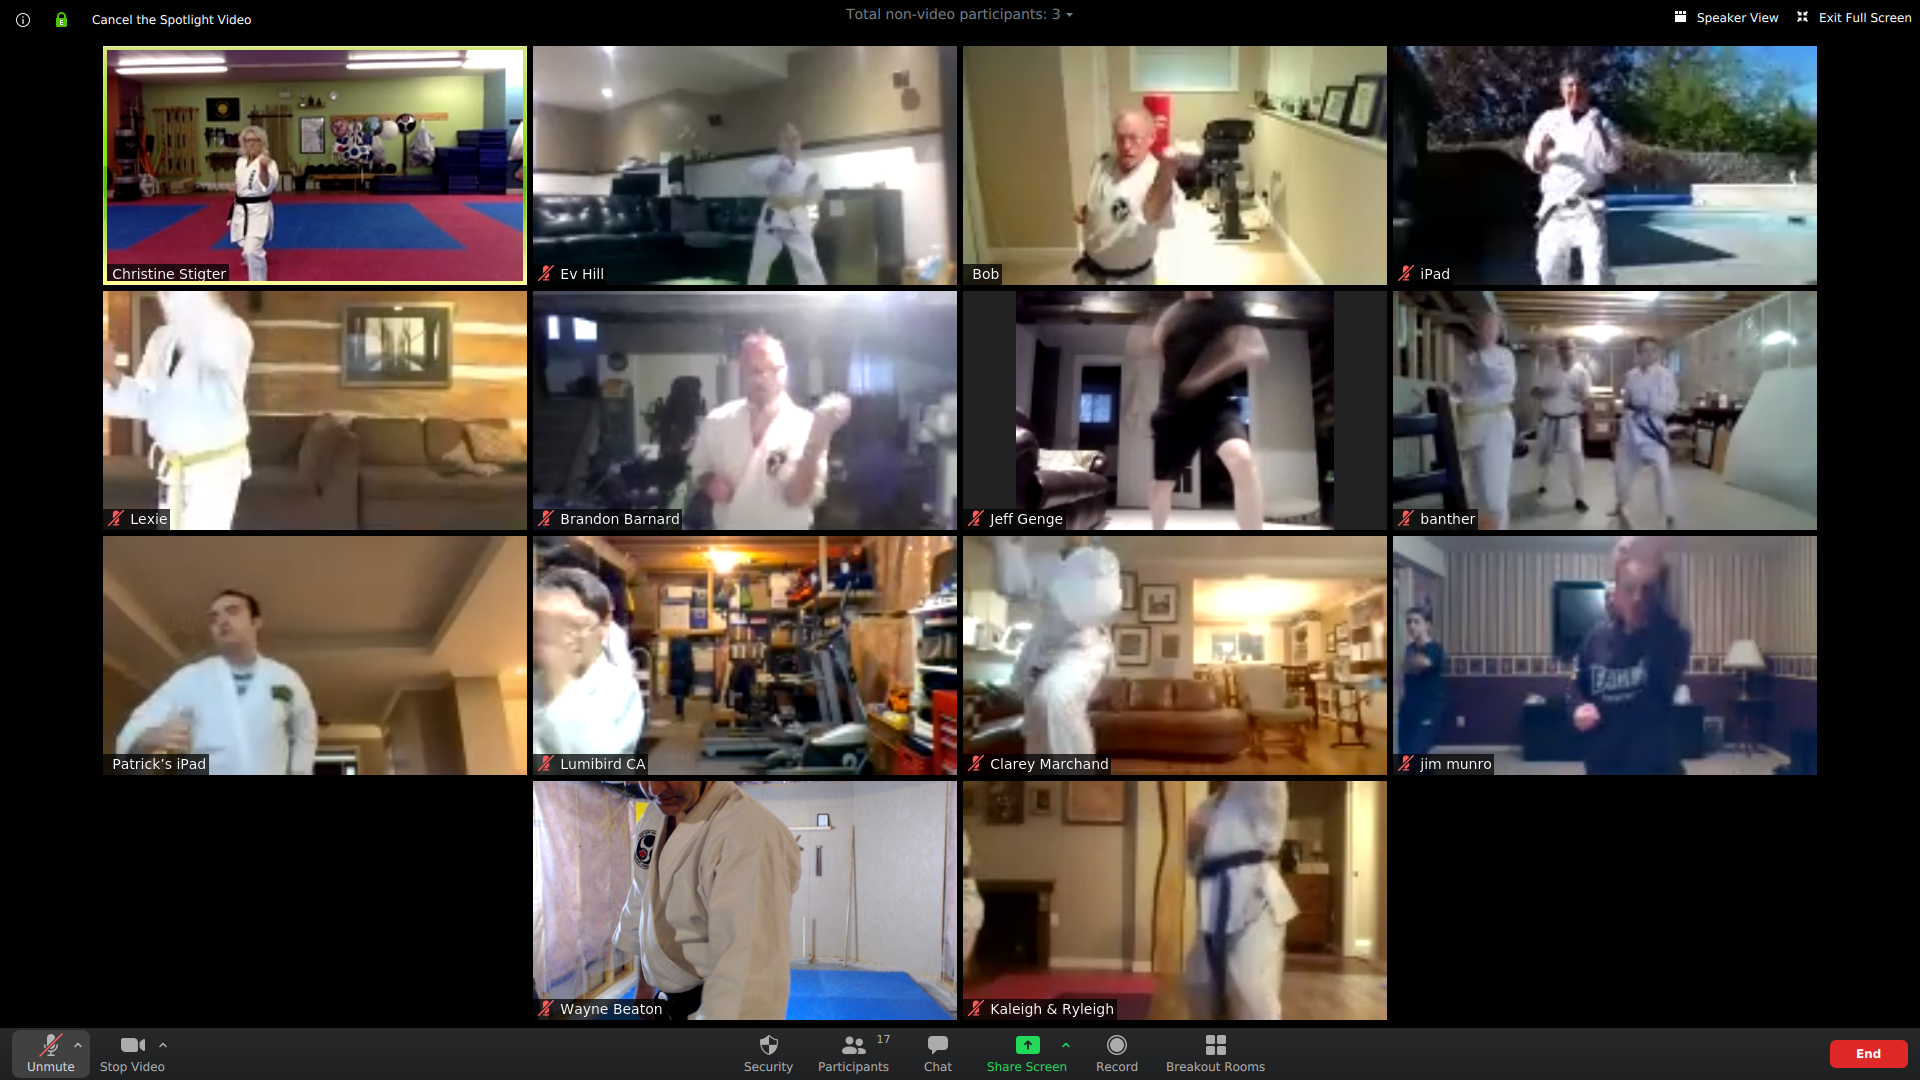 Cancel the Spotlight Video
Total non-video participants: 3
Speaker View
Exit Full Screen
Christine Stigter
Ev Hill
Bob
iPad
Lexie
Brandon Barnard
Jeff Genge
banther
Patrick’s iPad
Lumibird CA
Clarey Marchand
jim munro
Wayne Beaton
Kaleigh & Ryleigh
Unmute
Stop Video
Security
Participants
17
Chat
Share Screen
Record
Breakout Rooms
End